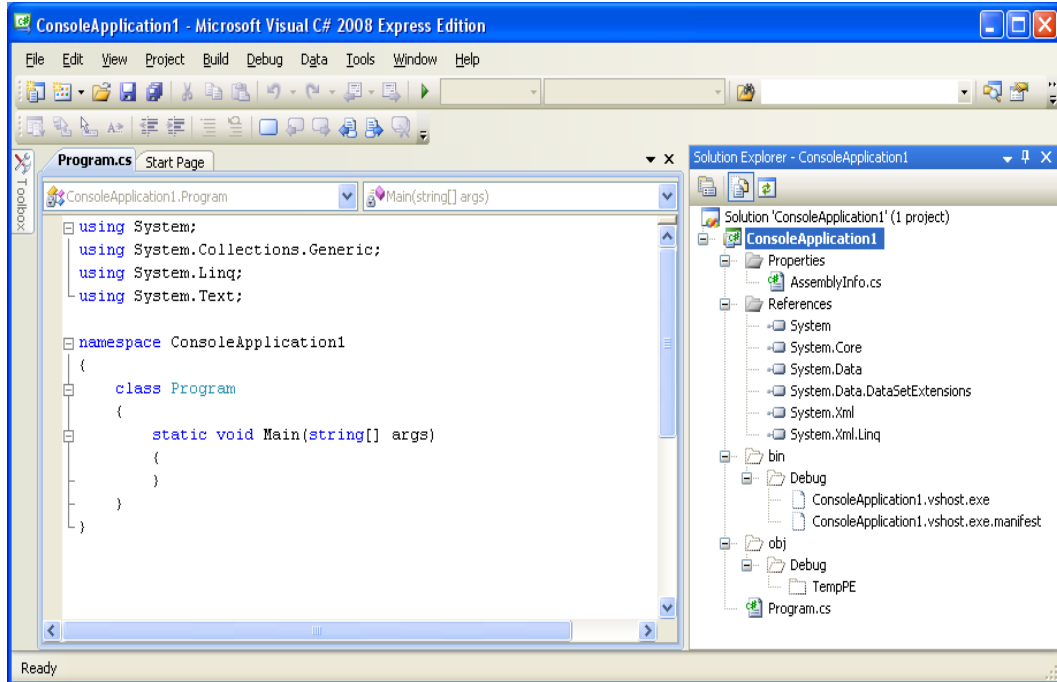 ConsoleApplication1 - Microsoft Visual C# 2008 Express Edition
File Edit View Project Build Debug Data Tools Window Help
Toolbox
Program.cs Start Page
ConsoleApplication1.Program Main(string[] args)
using System;
using System.Collections.Generic;
using System.Linq;
using System.Text;
namespace ConsoleApplication1
{
class Program
{
static void Main(string[] args)
{
}
}
}
Solution Explorer - ConsoleApplication1
Solution 'ConsoleApplication1' (1 project)
ConsoleApplication1
Properties
AssemblyInfo.cs
References
System
System.Core
System.Data
System.Data.DataSetExtensions
System.Xml
System.Xml.Linq
bin
Debug
ConsoleApplication1.vshost.exe
ConsoleApplication1.vshost.exe.manifest
obj
Debug
TempPE
Program.cs
Ready